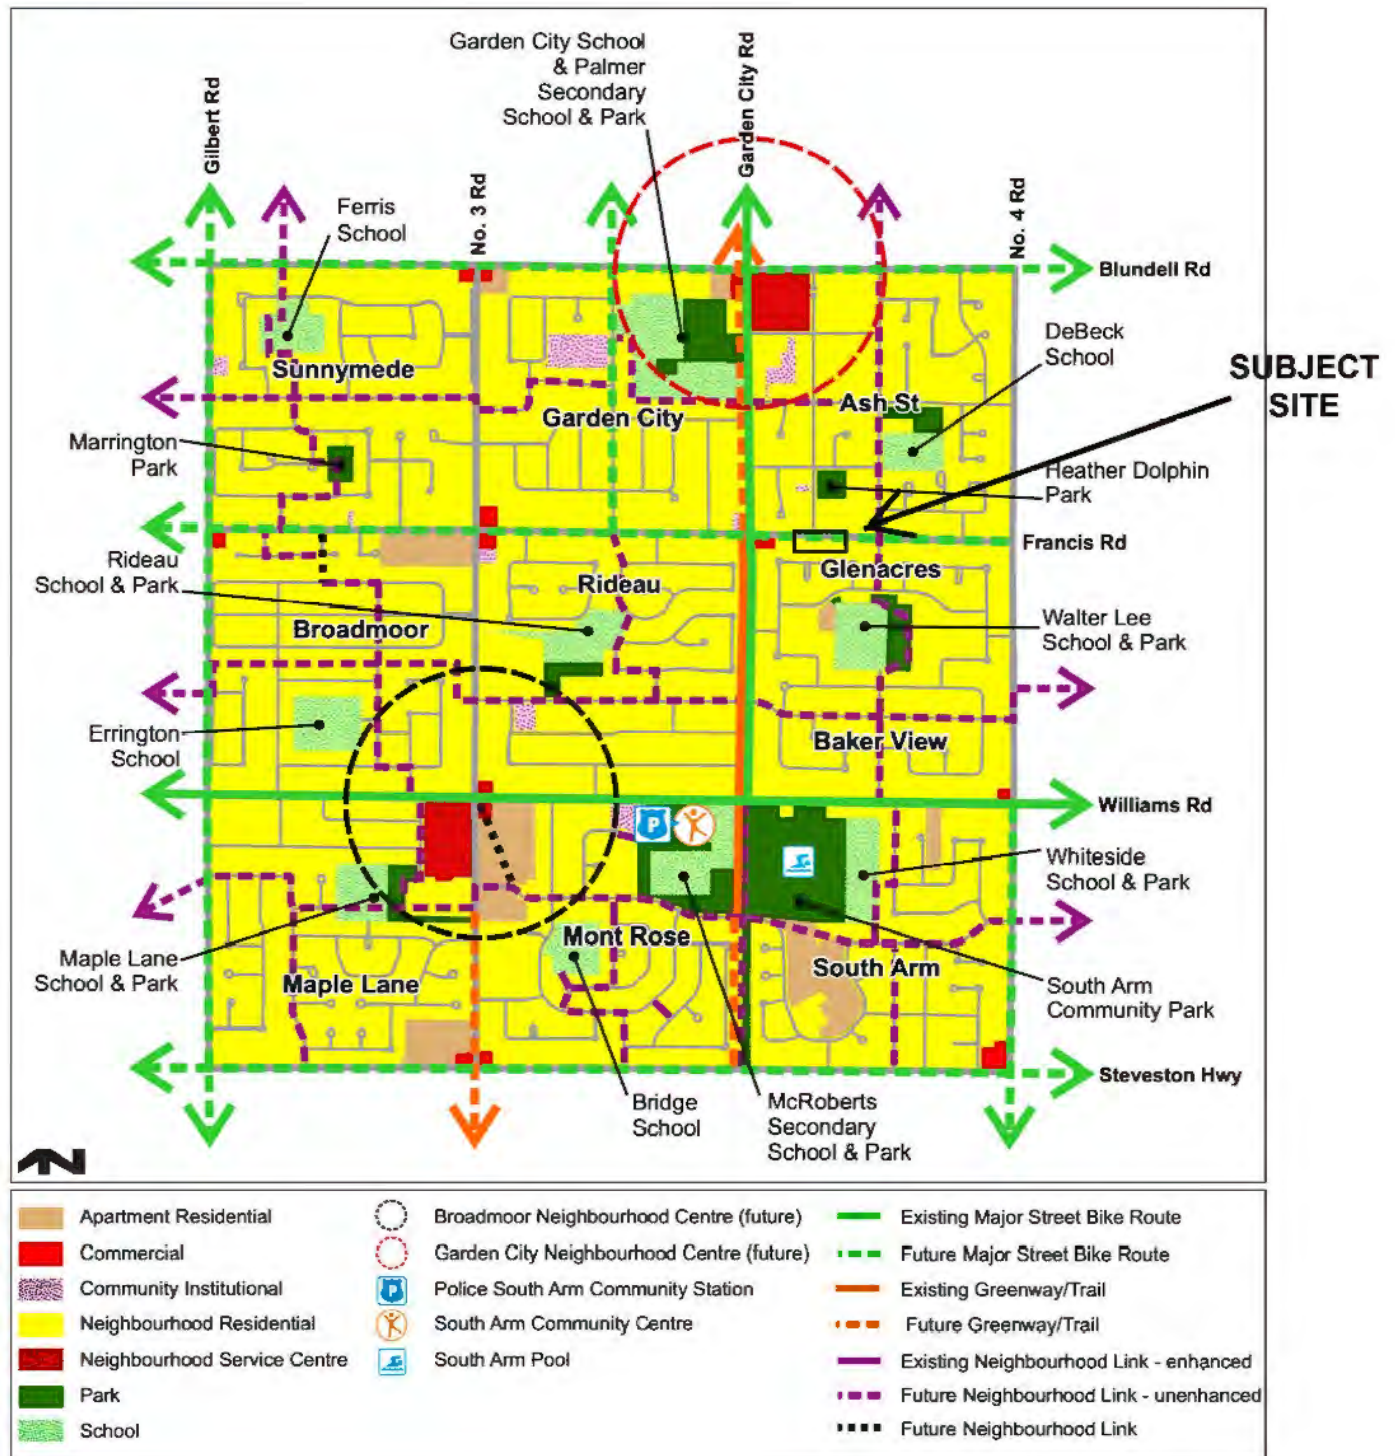 Garden City School
& Palmer
Secondary
School & Park
Garden City Rd
Gilbert Rd
No. 3 Rd
No. 4 Rd
Ferris
School
Blundell Rd
DeBeck
School
SUBJECT
SITE
Sunnymede
Garden City
Ash St
Marrington
Park
Heather Dolphin
Park
Francis Rd
Rideau
School & Park
Rideau
Glenacres
Broadmoor
Walter Lee
School & Park
Errington
School
Baker View
Williams Rd
P
Whiteside
School & Park
Maple Lane
School & Park
Mont Rose
Maple Lane
South Arm
South Arm
Community Park
Steveston Hwy
Bridge
School
McRoberts
Secondary
School & Park
N
Apartment Residential
Commercial
Community Institutional
Neighbourhood Residential
Neighbourhood Service Centre
Park
School
Broadmoor Neighbourhood Centre (future)
Garden City Neighbourhood Centre (future)
P
Police South Arm Community Station
South Arm Community Centre
South Arm Pool
Existing Major Street Bike Route
Future Major Street Bike Route
Existing Greenway/Trail
Future Greenway/Trail
Existing Neighbourhood Link - enhanced
Future Neighbourhood Link - unenhanced
Future Neighbourhood Link